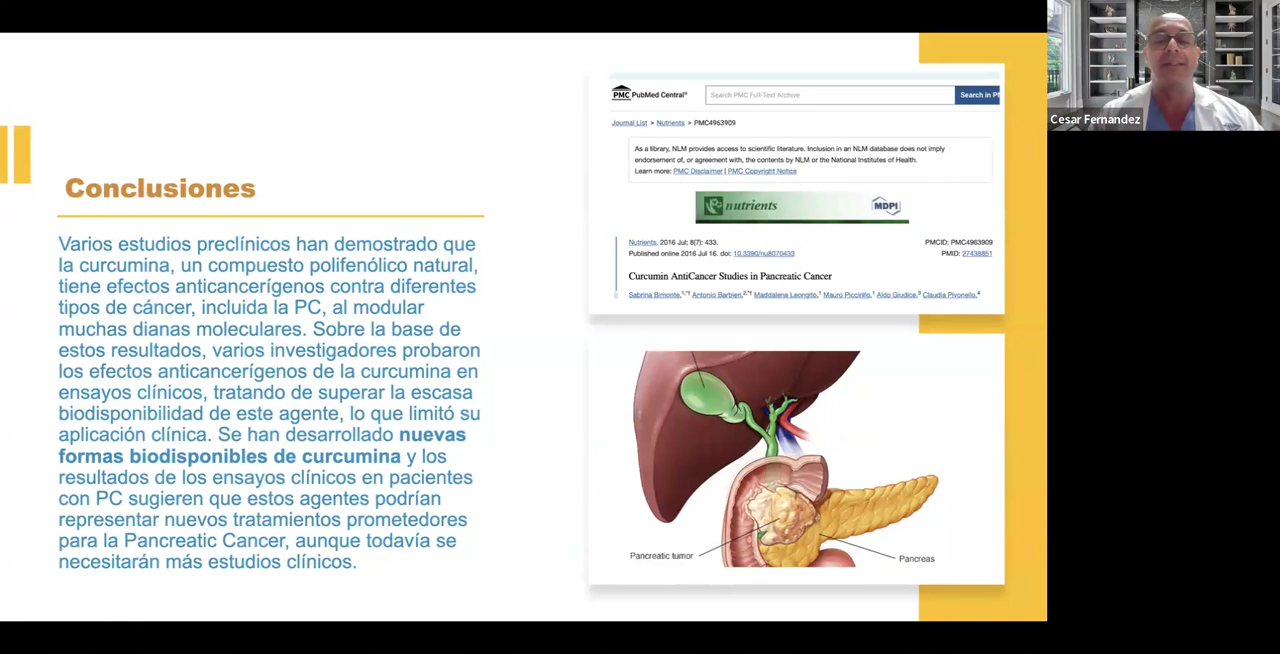 Conclusiones
Varios estudios preclínicos han demostrado que
la curcumina, un compuesto polifenólico natural,
tiene efectos anticancerígenos contra diferentes
tipos de cáncer, incluida la PC, al modular
muchas dianas moleculares. Sobre la base de
estos resultados, varios investigadores probaron
los efectos anticancerígenos de la curcumina en
ensayos clínicos, tratando de superar la escasa
biodisponibilidad de este agente, lo que limitó su
aplicación clínica. Se han desarrollado nuevas
formas biodisponibles de curcumina y los
resultados de los ensayos clínicos en pacientes
con PC sugieren que estos agentes podrían
representar nuevos tratamientos prometedores
para la Pancreatic Cancer, aunque todavía se
necesitarán más estudios clínicos.
PMC PubMed Central®
Search PMC Full-Text Archive
Search in PM
Journal List > Nutrients > PMC4963909
As a library, NLM provides access to scientific literature. Inclusion in an NLM database does not imply
endorsement of, or agreement with, the contents by NLM or the National Institutes of Health.
Learn more: PMC Disclaimer | PMC Copyright Notice
nutrients
MDPI
Nutrients. 2016 Jul; 8(7): 433.
PMCID: PMC4963909
Published online 2016 Jul 16. doi: 10.3390/nu8070433
PMID: 27438851
Curcumin AntiCancer Studies in Pancreatic Cancer
Sabrina Bimonte,1,*† Antonio Barbieri,2,*† Maddalena Leongito,1 Mauro Piccirillo,1 Aldo Giudice,3 Claudia Pivonello,4
Pancreatic tumor
Pancreas
Cesar Fernandez